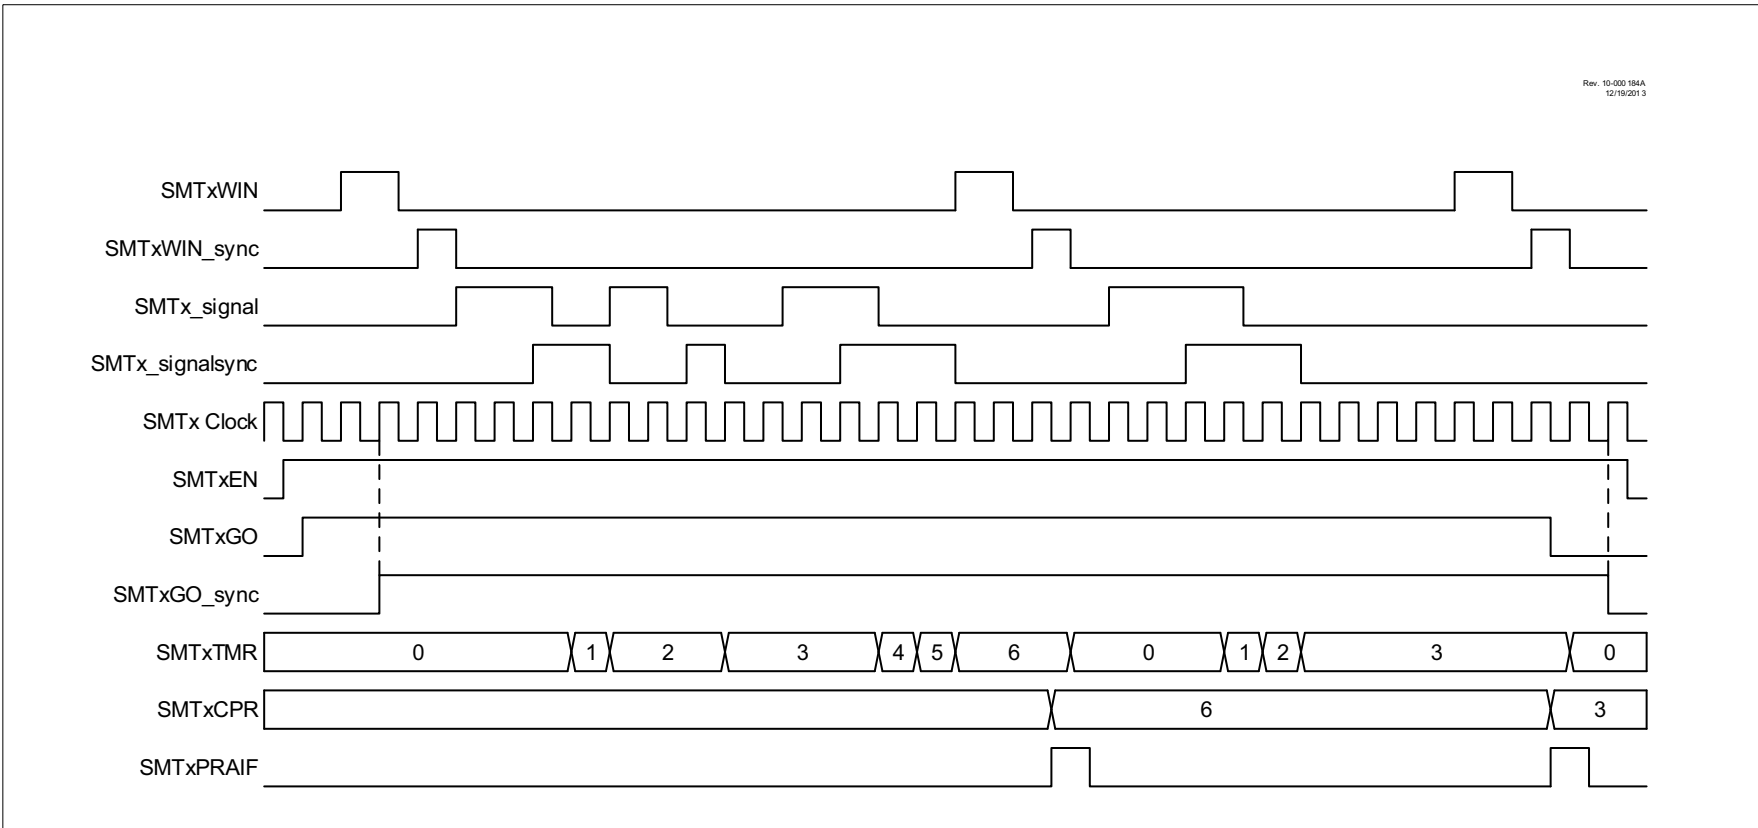 Rev. 10-000 184A
12/19/201 3
SMTxWIN
SMTxWIN_sync
SMTx_signal
SMTx_signalsync
SMTx Clock
SMTxEN
SMTxGO
SMTxGO_sync
SMTxTMR 0 1 2 3 4 5 6 0 1 2 3 0
SMTxCPR 6 3
SMTxPRAIF